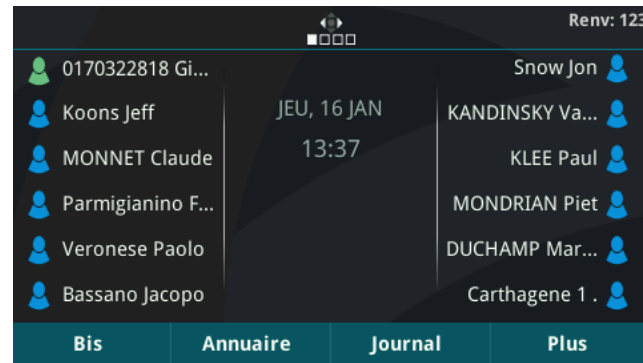 Renv: 123
0170322818 Gi...
Koons Jeff
MONNET Claude
Parmigianino F...
Veronese Paolo
Bassano Jacopo
JEU, 16 JAN
13:37
Snow Jon
KANDINSKY Va...
KLEE Paul
MONDRIAN Piet
DUCHAMP Mar...
Carthagene 1 .
Bis Annuaire Journal Plus